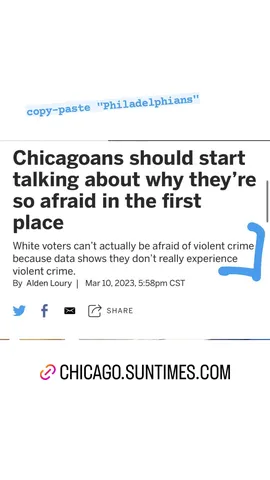 copy-paste "Philadelphians"
Chicagoans should start
talking about why they're
so afraid in the first
place
White voters can't actually be afraid of violent crime
because data shows they don't really experience
violent crime.
By Alden Loury | Mar 10, 2023, 5:58pm CST
SHARE
CHICAGO.SUNTIMES.COM